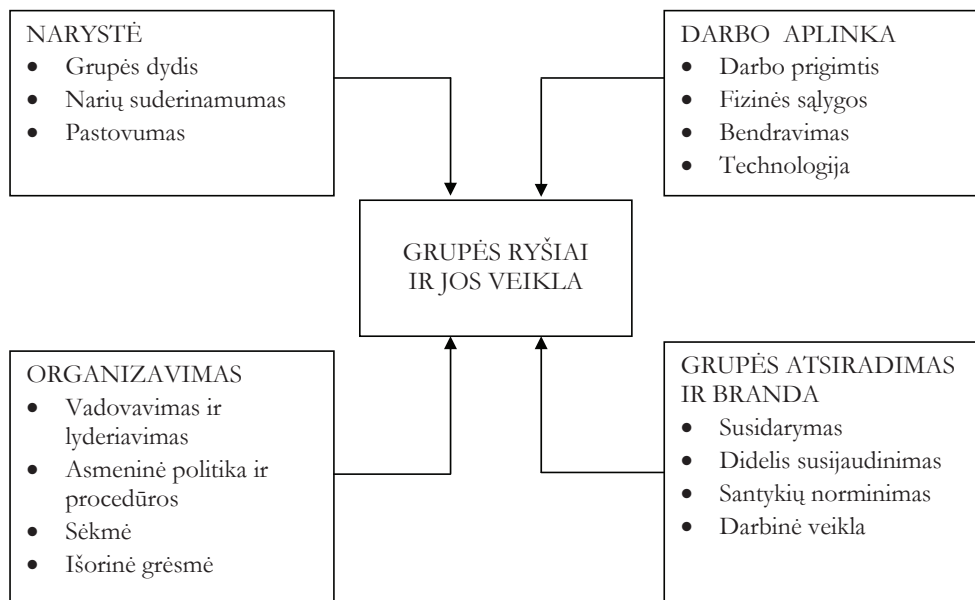 NARYSTĖ
• Grupės dydis
• Narių suderinamumas
• Pastovumas
DARBO APLINKA
• Darbo prigimtis
• Fizinės sąlygos
• Bendravimas
• Technologija
GRUPĖS RYŠIAI
IR JOS VEIKLA
ORGANIZAVIMAS
• Vadovavimas ir
lyderiavimas
• Asmeninė politika ir
procedūros
• Sėkmė
• Išorinė grėsmė
GRUPĖS ATSIRADIMAS
IR BRANDA
• Susidarymas
• Didelis susijaudinimas
• Santykių norminimas
• Darbinė veikla